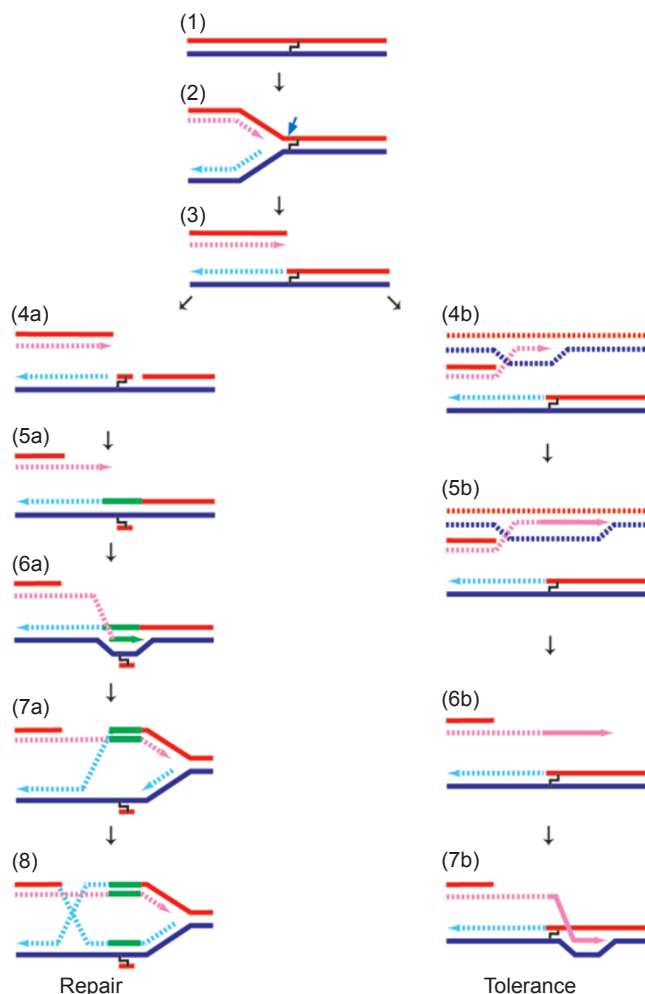 (1)
(2)
(3)
(4a)
(4b)
(5a)
(5b)
(6a)
(6b)
(7a)
(7b)
(8)
Repair
Tolerance